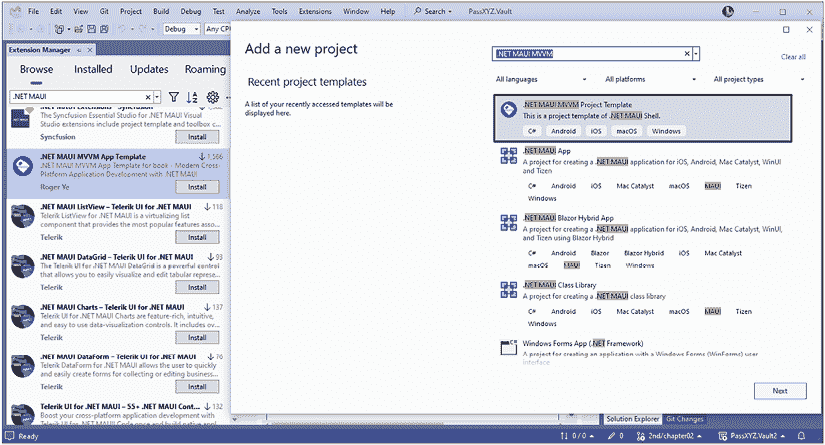 File Edit View Git Project Build Debug Test Analyze Tools Extensions Window Help Search PassXYZ.Vault
Debug Any CPU
Extension Manager
Browse Installed Updates Roaming
.NET MAUI
The Syncfusion Essential Studio for .NET MAUI Visual
Studio extensions include project template and toolbox c...
Syncfusion Install
.NET MAUI MVVM App Template 1,566
.NET MAUI MVVM App Template for book - Modern Cross-
Platform Application Development with .NET MAUI
Roger Ye Install
.NET MAUI ListView – Telerik UI for .NET MAUI 118
Telerik ListView for .NET MAUI is a virtualizing list
component that provides the most popular features asso...
Telerik Install
.NET MAUI DataGrid – Telerik UI for .NET MAUI 93
The Telerik UI for .NET MAUI DataGrid is a powerful control
that allows you to easily visualize and edit tabular represe...
Telerik Install
.NET MAUI Charts – Telerik UI for .NET MAUI 137
Telerik Charts for .NET MAUI are feature-rich, intuitive,
and easy to use data-visualization controls. It includes ov...
Telerik Install
.NET MAUI DataForm – Telerik UI for .NET MAUI 76
Telerik DataForm for .NET MAUI allows the user to quickly
and easily create forms for collecting or editing business...
Telerik Install
Telerik UI for .NET MAUI – 55+ .NET MAUI Cont... 132
Boost your cross-platform application development with
Add a new project
Recent project templates
A list of your recently accessed templates will
be displayed here.
.NET MAUI MVVM
Clear all
All languages All platforms All project types
.NET MAUI MVVM Project Template
This is a project template of .NET MAUI Shell.
C# Android iOS macOS Windows
.NET MAUI App
A project for creating a .NET MAUI application for iOS, Android, Mac Catalyst, WinUI
and Tizen
C# Android iOS Mac Catalyst macOS MAUI Tizen
Windows
.NET MAUI Blazor Hybrid App
A project for creating a .NET MAUI application for iOS, Android, Mac Catalyst, WinUI,
and Tizen using Blazor Hybrid
C# Android Blazor Blazor Hybrid iOS Mac Catalyst
macOS MAUI Tizen Windows
.NET MAUI Class Library
A project for creating a .NET MAUI class library
C# Android iOS Mac Catalyst macOS MAUI Tizen
Windows
Windows Forms App (.NET Framework)
A project for creating an application with a Windows Forms (WinForms) user
interface
Next
Solution Explorer Git Changes
Ready 0 / 0 0 2nd/chapter02 PassXYZ.Vault2